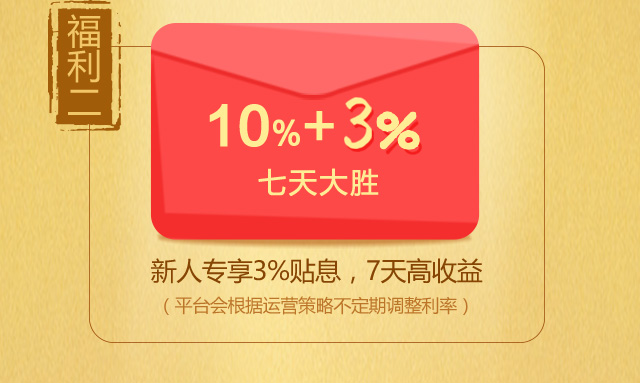 福利二
10%+3%
七天大胜
新人专享3%贴息，7天高收益
（平台会根据运营策略不定期调整利率）